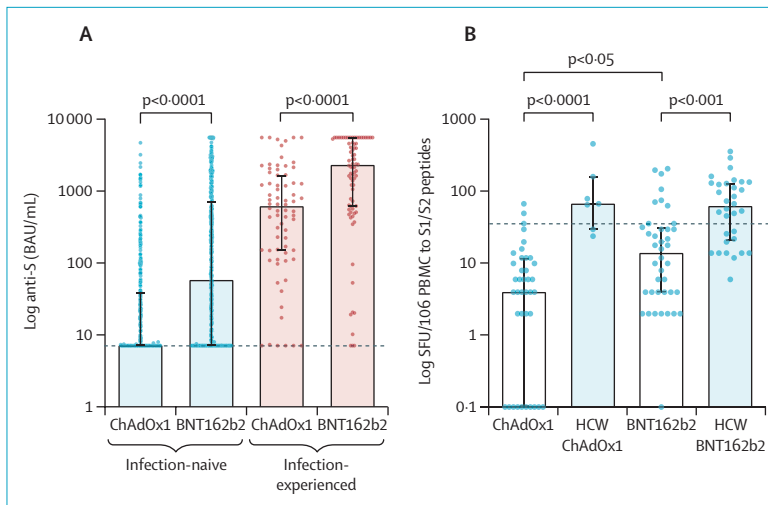 A
p<0·0001
p<0·0001
Log anti-S (BAU/mL)
10 000
1000
100
10
1
ChAdOx1
BNT162b2
ChAdOx1
BNT162b2
Infection-naive
Infection-
experienced
B
p<0·05
p<0·0001
p<0·001
Log SFU/106 PBMC to S1/S2 peptides
1000
100
10
1
0·1
ChAdOx1
HCW
ChAdOx1
BNT162b2
HCW
BNT162b2